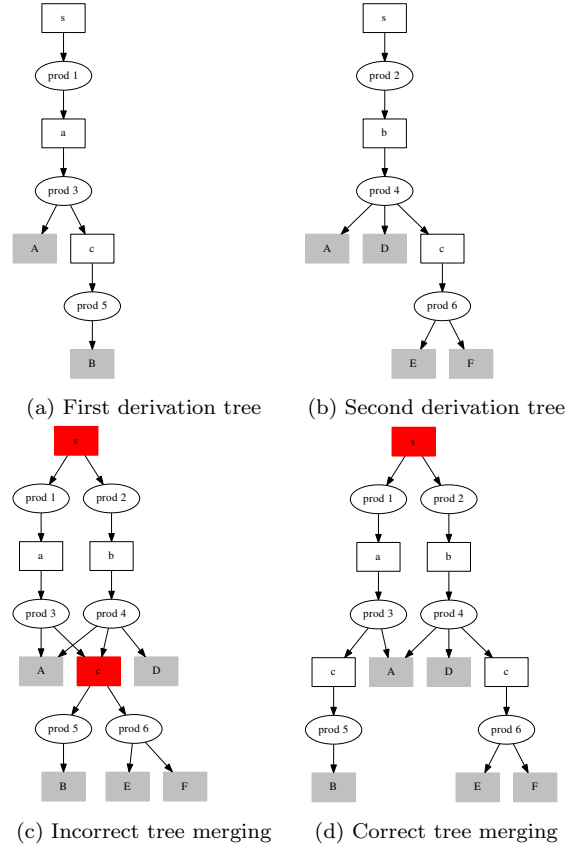 s
prod 1
a
prod 3
A c
prod 5
B
(a) First derivation tree
s
prod 2
b
prod 4
A D c
prod 6
E F
(b) Second derivation tree
s
prod 1 prod 2
a b
prod 3 prod 4
A c D
prod 5 prod 6
B E F
(c) Incorrect tree merging
s
prod 1 prod 2
a b
prod 3 prod 4
c A D c
prod 5 prod 6
B E F
(d) Correct tree merging